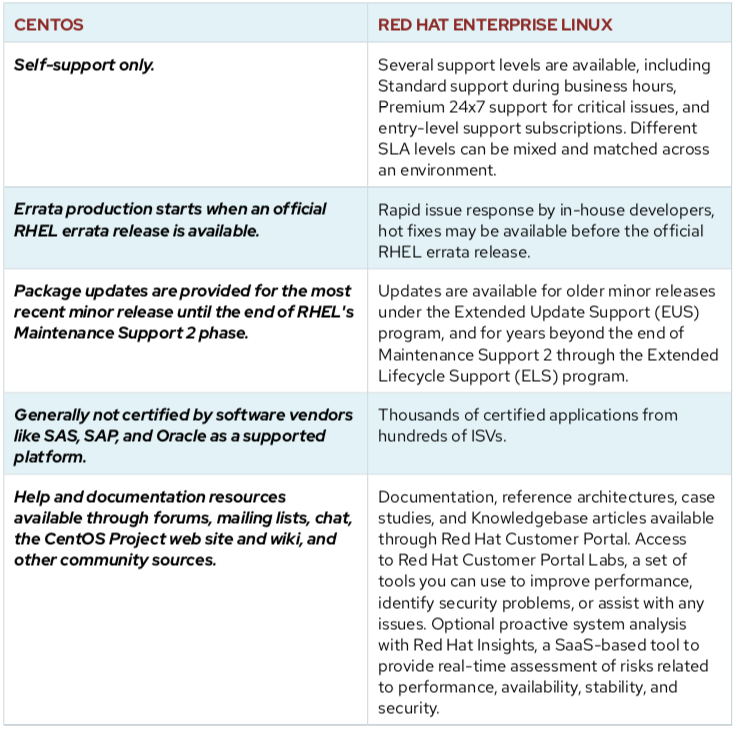 CENTOS
RED HAT ENTERPRISE LINUX
Self-support only.
Several support levels are available, including
Standard support during business hours,
Premium 24x7 support for critical issues, and
entry-level support subscriptions. Different
SLA levels can be mixed and matched across
an environment.
Errata production starts when an official
RHEL errata release is available.
Rapid issue response by in-house developers,
hot fixes may be available before the official
RHEL errata release.
Package updates are provided for the most
recent minor release until the end of RHEL's
Maintenance Support 2 phase.
Updates are available for older minor releases
under the Extended Update Support (EUS)
program, and for years beyond the end of
Maintenance Support 2 through the Extended
Lifecycle Support (ELS) program.
Generally not certified by software vendors
like SAS, SAP, and Oracle as a supported
platform.
Thousands of certified applications from
hundreds of ISVs.
Help and documentation resources
available through forums, mailing lists, chat,
the CentOS Project web site and wiki, and
other community sources.
Documentation, reference architectures, case
studies, and Knowledgebase articles available
through Red Hat Customer Portal. Access
to Red Hat Customer Portal Labs, a set of
tools you can use to improve performance,
identify security problems, or assist with any
issues. Optional proactive system analysis
with Red Hat Insights, a SaaS-based tool to
provide real-time assessment of risks related
to performance, availability, stability, and
security.